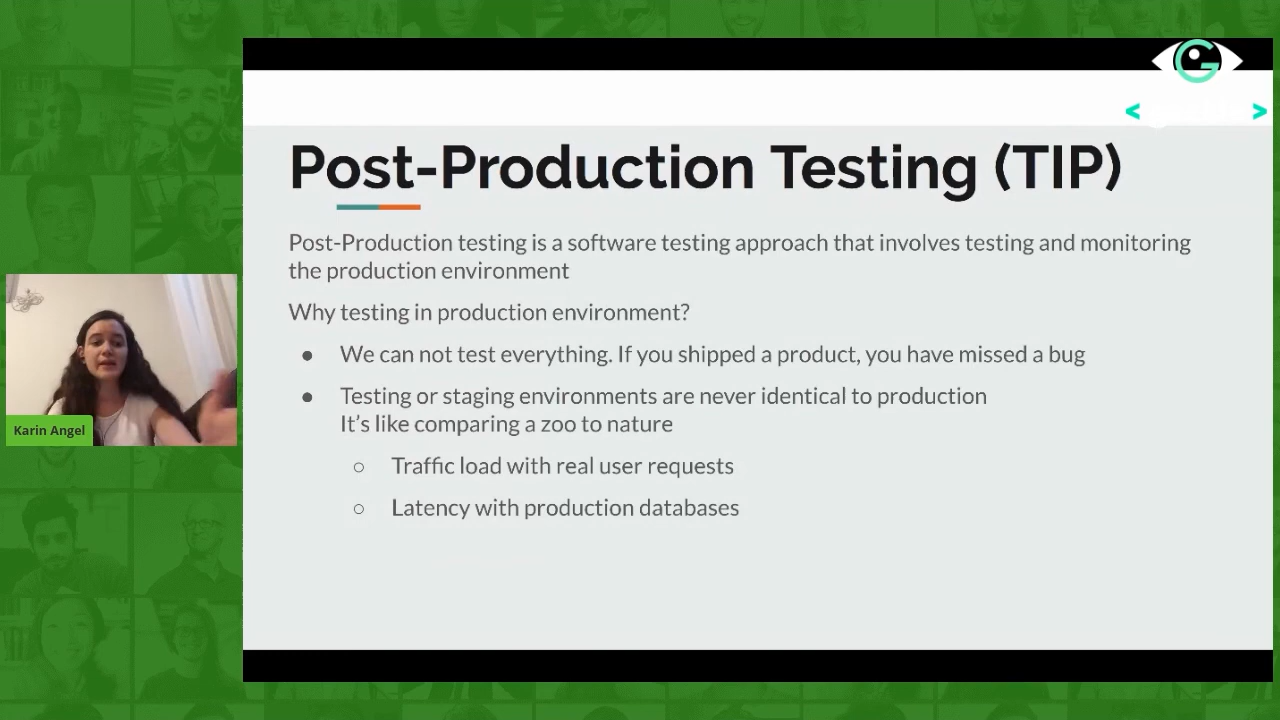 Post-Production Testing (TIP)
Post-Production testing is a software testing approach that involves testing and monitoring
the production environment
Why testing in production environment?
● We can not test everything. If you shipped a product, you have missed a bug
● Testing or staging environments are never identical to production
It’s like comparing a zoo to nature
○ Traffic load with real user requests
○ Latency with production databases
Karin Angel